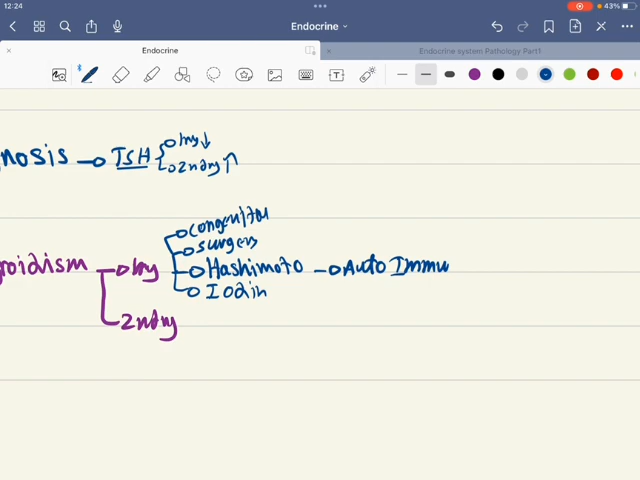 12:24
43%
Endocrine
Endocrine
Endocrine system Pathology Part1
nosis TSH 1ry ↓
2ndry ↑
congenital
surgery
roidism 1ry Hashimoto Auto Immu
Iodin
2ndry